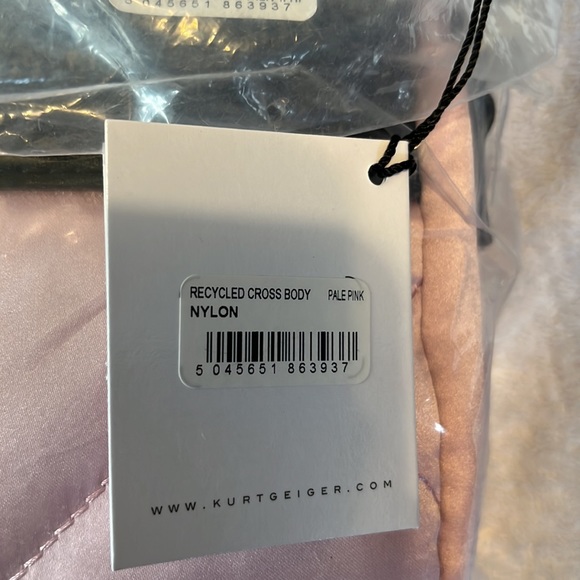 5 045651 863937
RECYCLED CROSS BODY PALE PINK
NYLON
5 045651 863937
WWW.KURTGEIGER.COM